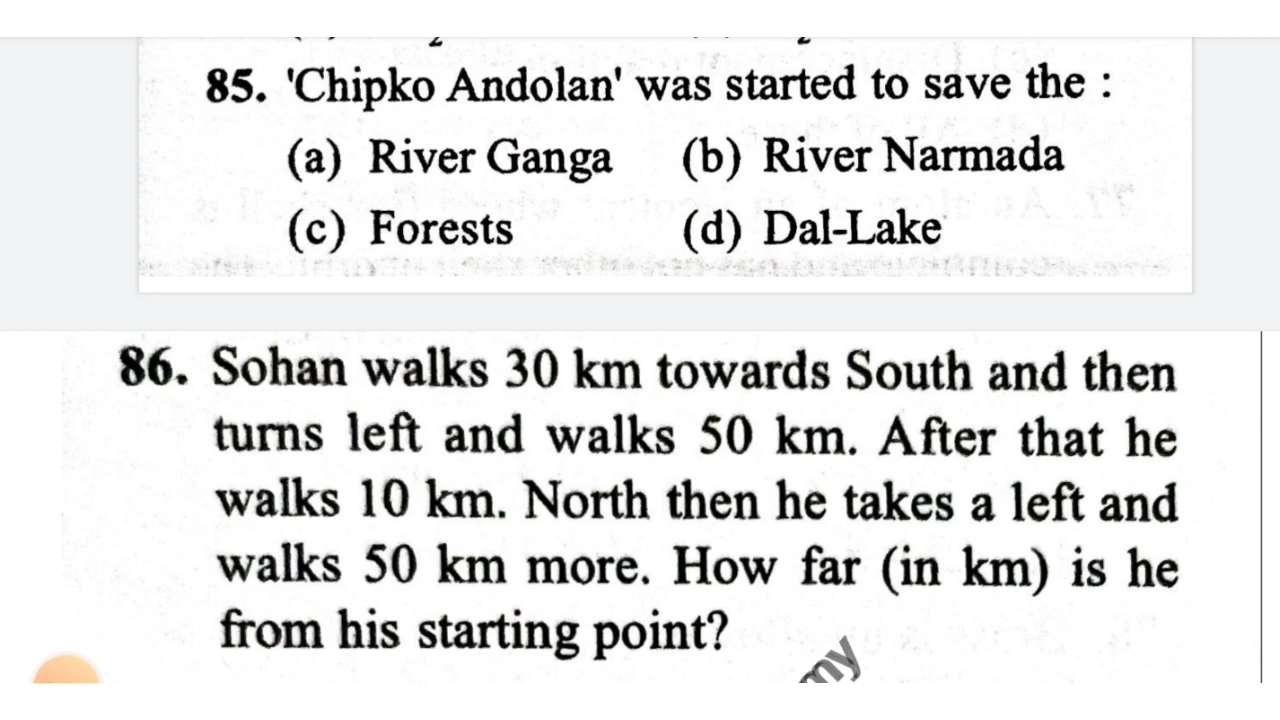 85. 'Chipko Andolan' was started to save the :
(a) River Ganga (b) River Narmada
(c) Forests (d) Dal-Lake
86. Sohan walks 30 km towards South and then
turns left and walks 50 km. After that he
walks 10 km. North then he takes a left and
walks 50 km more. How far (in km) is he
from his starting point?
my